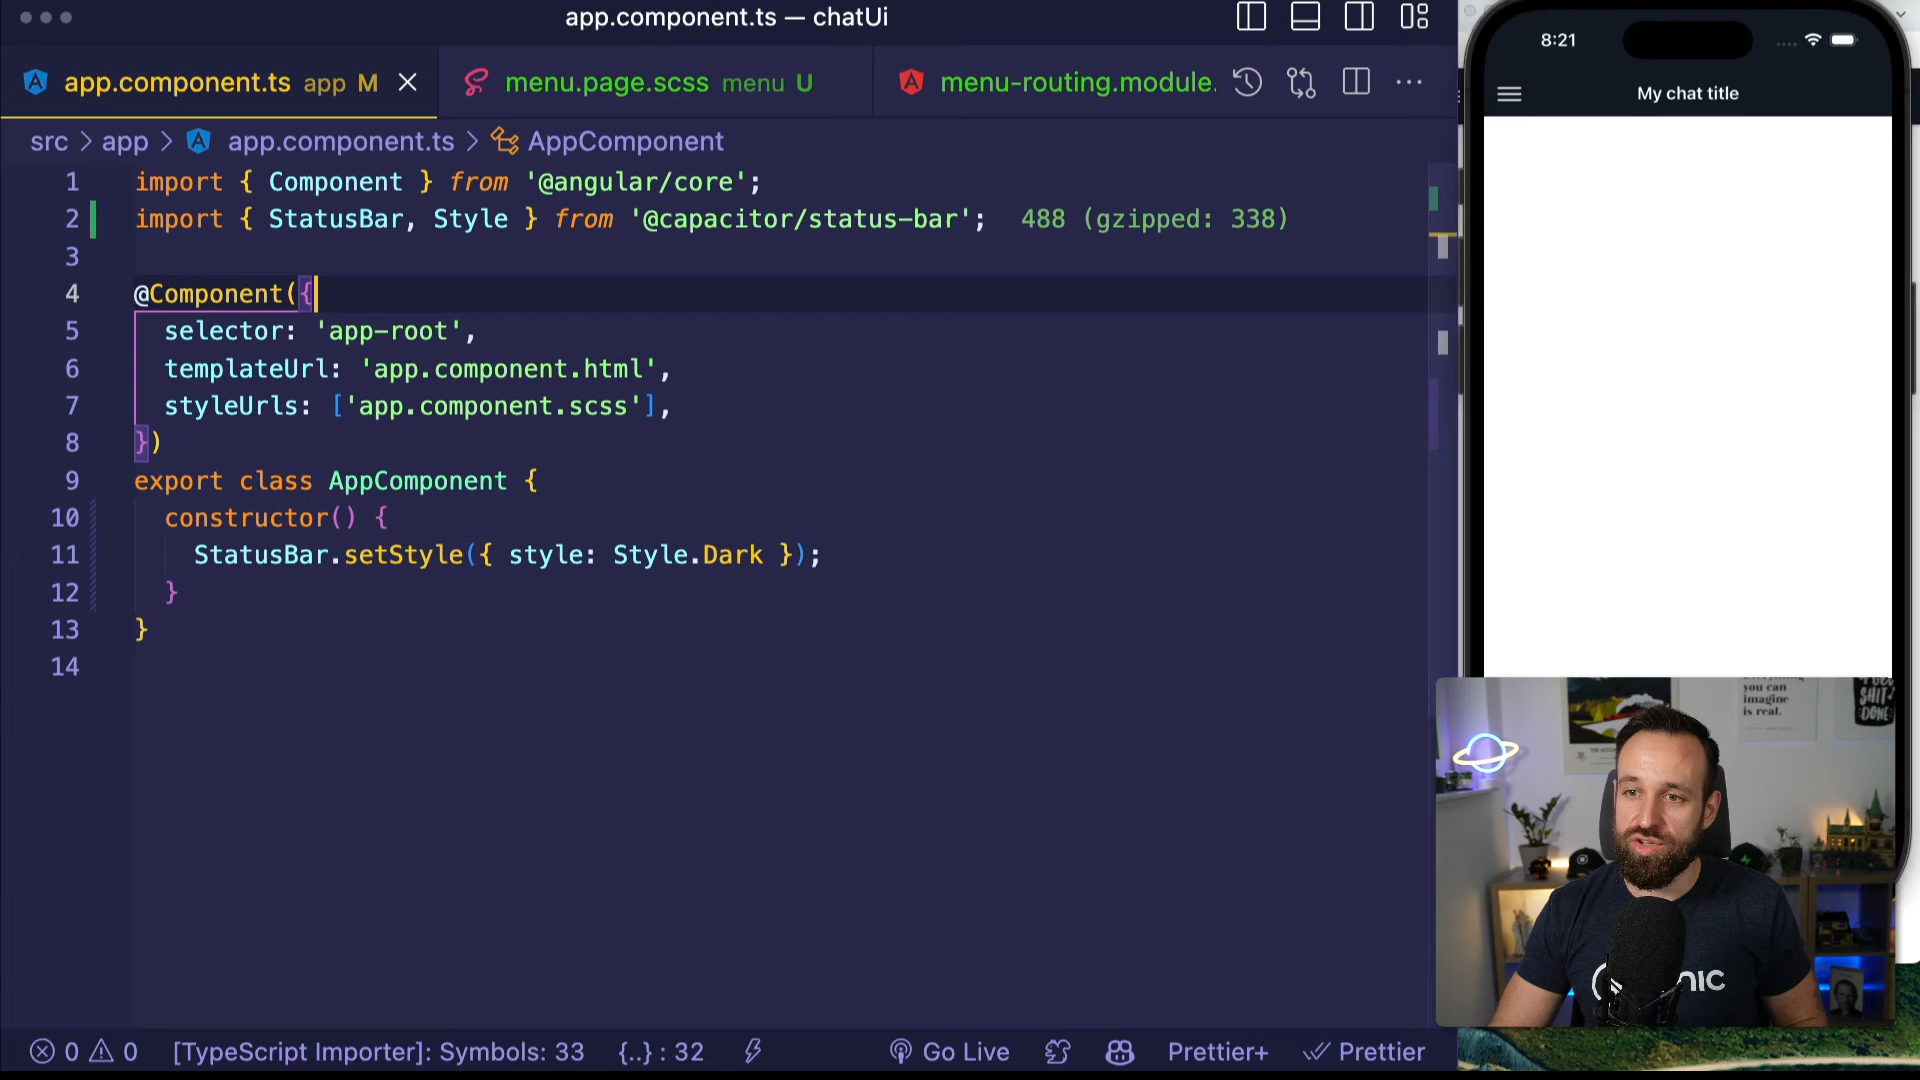 app.component.ts — chatUi
app.component.ts app M
menu.page.scss menu U
menu-routing.module.
src > app > app.component.ts > AppComponent
1 import { Component } from '@angular/core';
2 import { StatusBar, Style } from '@capacitor/status-bar'; 488 (gzipped: 338)
3
4 @Component({
5 selector: 'app-root',
6 templateUrl: 'app.component.html',
7 styleUrls: ['app.component.scss'],
8 })
9 export class AppComponent {
10 constructor() {
11 StatusBar.setStyle({ style: Style.Dark });
12 }
13 }
14
0 0 [TypeScript Importer]: Symbols: 33 {..} : 32 Go Live Prettier+ Prettier
8:21
My chat title
you can
imagine
is real.
SHIT
DONE
nic